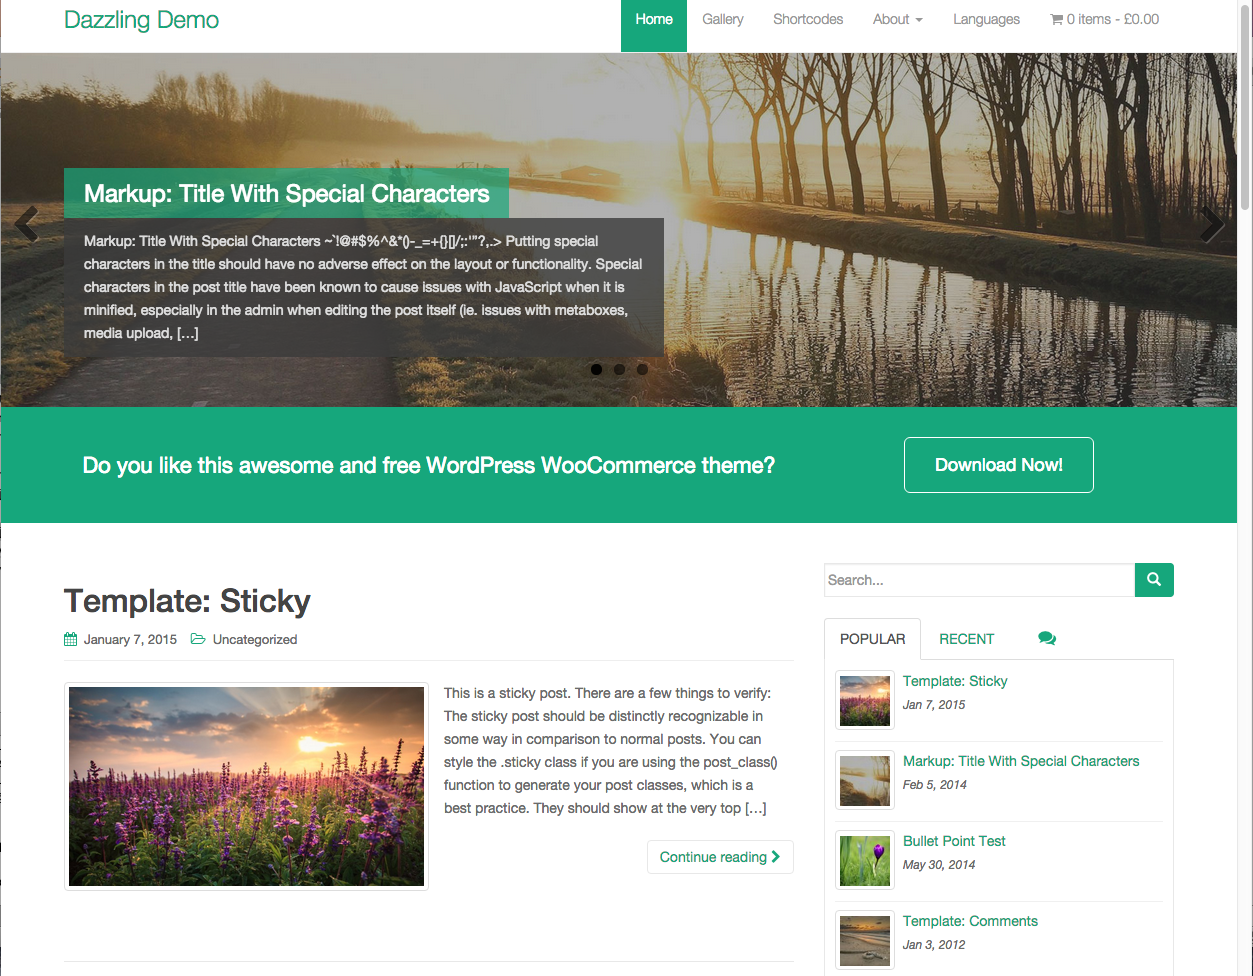 Dazzling Demo
Home
Gallery
Shortcodes
About
Languages
0 items - £0.00
Markup: Title With Special Characters
Markup: Title With Special Characters ~`!@#$%^&*()-_=+{}[]/;:'"?,.> Putting special
characters in the title should have no adverse effect on the layout or functionality. Special
characters in the post title have been known to cause issues with JavaScript when it is
minified, especially in the admin when editing the post itself (ie. issues with metaboxes,
media upload, […]
Do you like this awesome and free WordPress WooCommerce theme?
Download Now!
Template: Sticky
January 7, 2015 Uncategorized
This is a sticky post. There are a few things to verify:
The sticky post should be distinctly recognizable in
some way in comparison to normal posts. You can
style the .sticky class if you are using the post_class()
function to generate your post classes, which is a
best practice. They should show at the very top […]
Continue reading
Search...
POPULAR
RECENT
Template: Sticky
Jan 7, 2015
Markup: Title With Special Characters
Feb 5, 2014
Bullet Point Test
May 30, 2014
Template: Comments
Jan 3, 2012